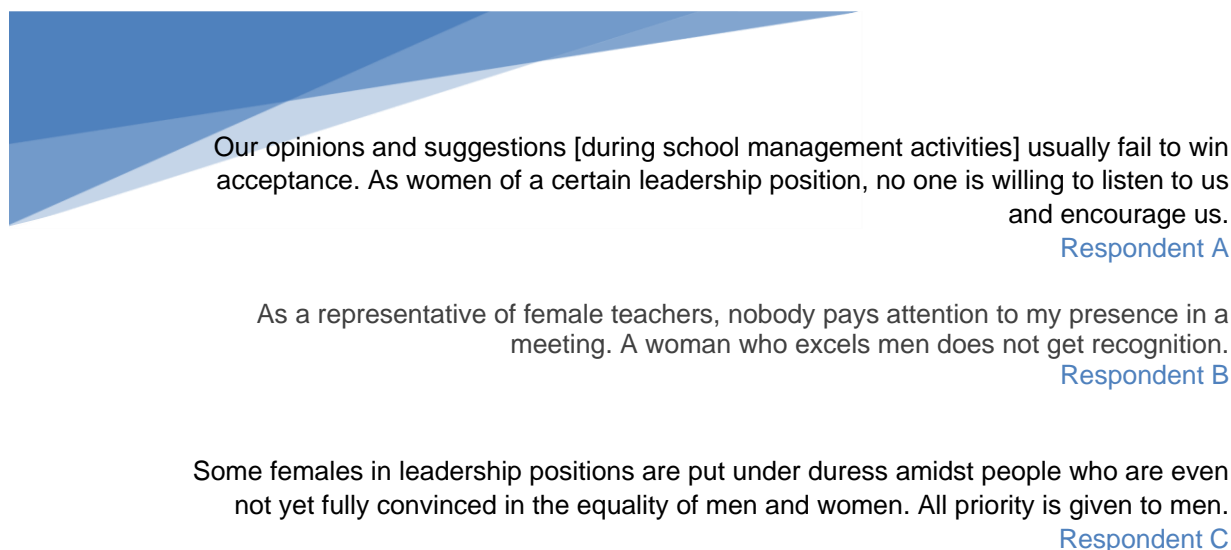 Our opinions and suggestions [during school management activities] usually fail to win
acceptance. As women of a certain leadership position, no one is willing to listen to us
and encourage us.
Respondent A
As a representative of female teachers, nobody pays attention to my presence in a
meeting. A woman who excels men does not get recognition.
Respondent B
Some females in leadership positions are put under duress amidst people who are even
not yet fully convinced in the equality of men and women. All priority is given to men.
Respondent C